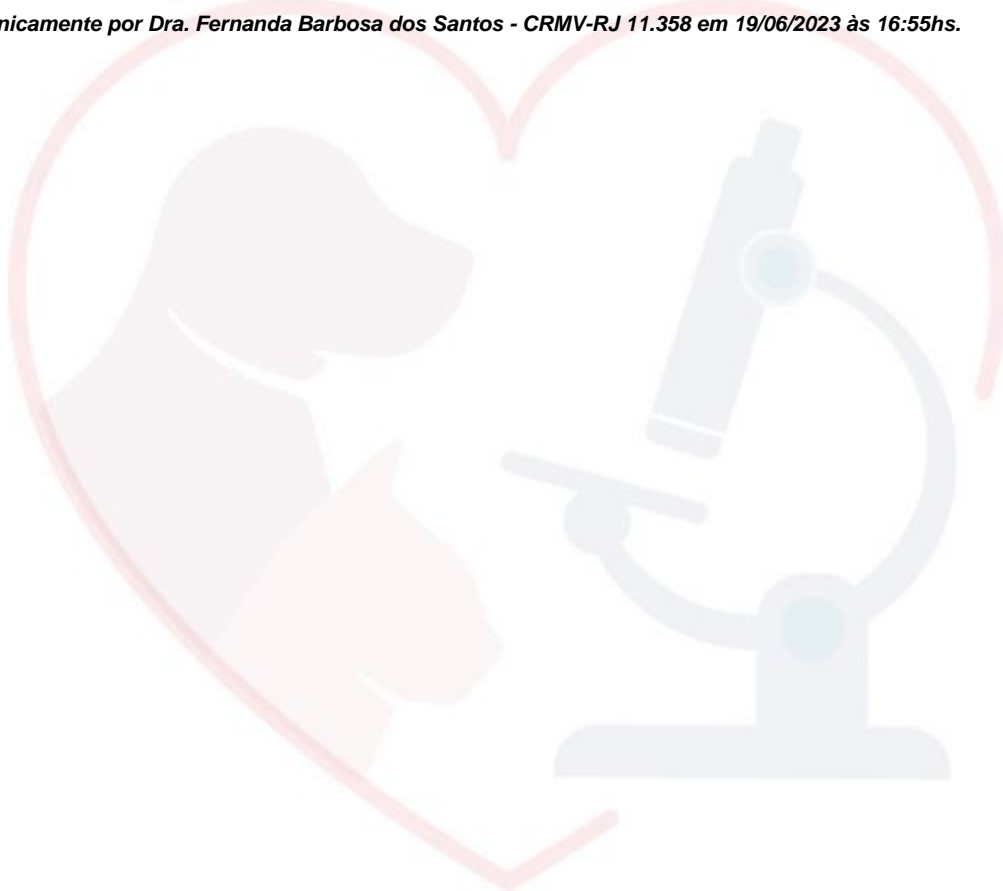 nicamente por Dra. Fernanda Barbosa dos Santos - CRMV-RJ 11.358 em 19/06/2023 às 16:55hs.